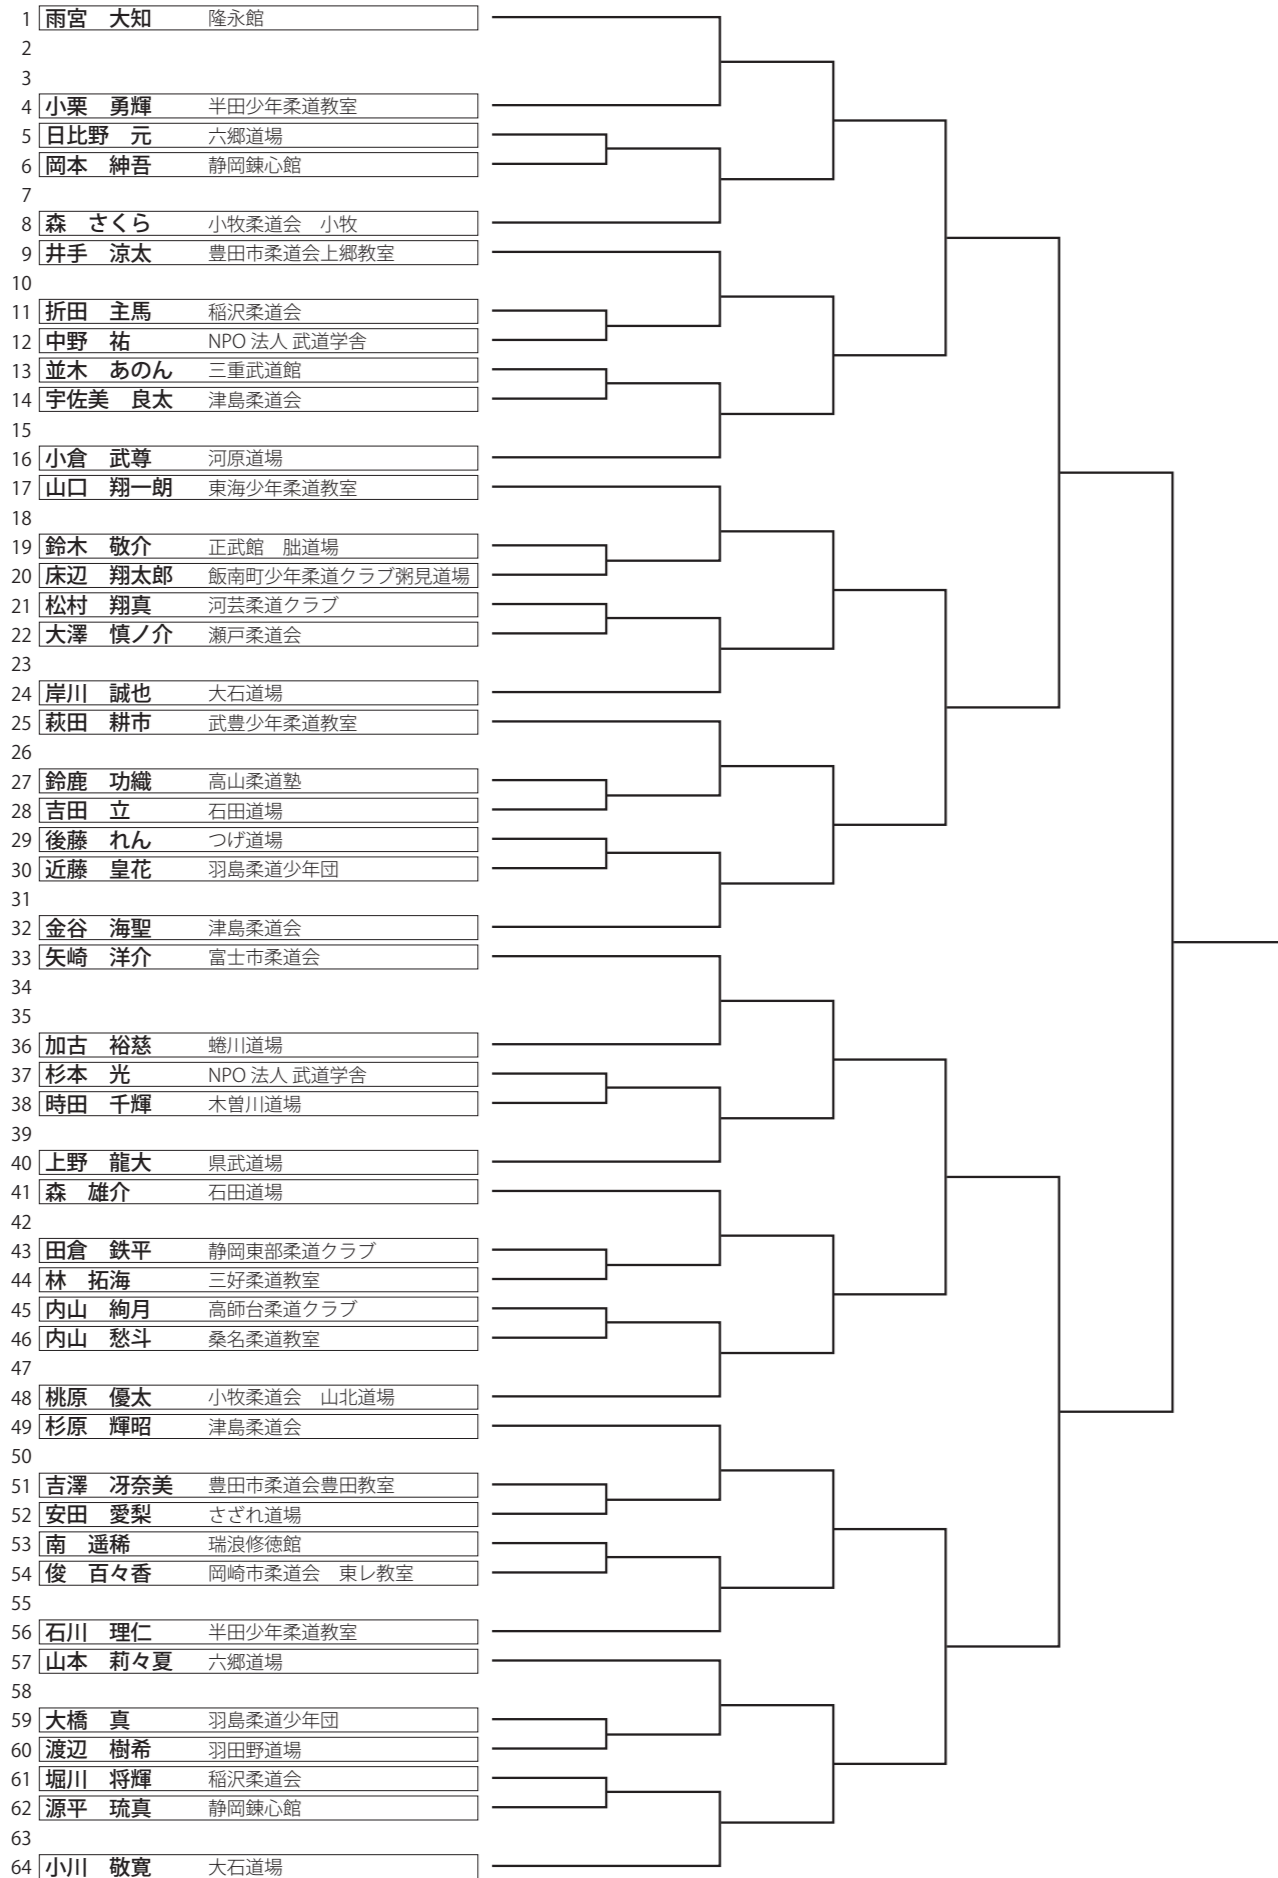 1 雨宮　大知　隆永館
2
3
4 小栗　勇輝　半田少年柔道教室
5 日比野　元　六郷道場
6 岡本　紳吾　静岡錬心館
7
8 森　さくら　小牧柔道会　小牧
9 井手　涼太　豊田市柔道会上郷教室
10
11 折田　主馬　稲沢柔道会
12 中野　祐　NPO 法人 武道学舎
13 並木　あのん　三重武道館
14 宇佐美　良太　津島柔道会
15
16 小倉　武尊　河原道場
17 山口　翔一朗　東海少年柔道教室
18
19 鈴木　敬介　正武館　朏道場
20 床辺　翔太郎　飯南町少年柔道クラブ粥見道場
21 松村　翔真　河芸柔道クラブ
22 大澤　慎ノ介　瀬戸柔道会
23
24 岸川　誠也　大石道場
25 萩田　耕市　武豊少年柔道教室
26
27 鈴鹿　功織　高山柔道塾
28 吉田　立　石田道場
29 後藤　れん　つげ道場
30 近藤　皇花　羽島柔道少年団
31
32 金谷　海聖　津島柔道会
33 矢崎　洋介　富士市柔道会
34
35
36 加古　裕慈　蜷川道場
37 杉本　光　NPO 法人 武道学舎
38 時田　千輝　木曽川道場
39
40 上野　龍大　県武道場
41 森　雄介　石田道場
42
43 田倉　鉄平　静岡東部柔道クラブ
44 林　拓海　三好柔道教室
45 内山　絢月　高師台柔道クラブ
46 内山　愁斗　桑名柔道教室
47
48 桃原　優太　小牧柔道会　山北道場
49 杉原　輝昭　津島柔道会
50
51 吉澤　冴奈美　豊田市柔道会豊田教室
52 安田　愛梨　さざれ道場
53 南　遥稀　瑞浪修徳館
54 俊　百々香　岡崎市柔道会　東レ教室
55
56 石川　理仁　半田少年柔道教室
57 山本　莉々夏　六郷道場
58
59 大橋　真　羽島柔道少年団
60 渡辺　樹希　羽田野道場
61 堀川　将輝　稲沢柔道会
62 源平　琉真　静岡錬心館
63
64 小川　敬寛　大石道場